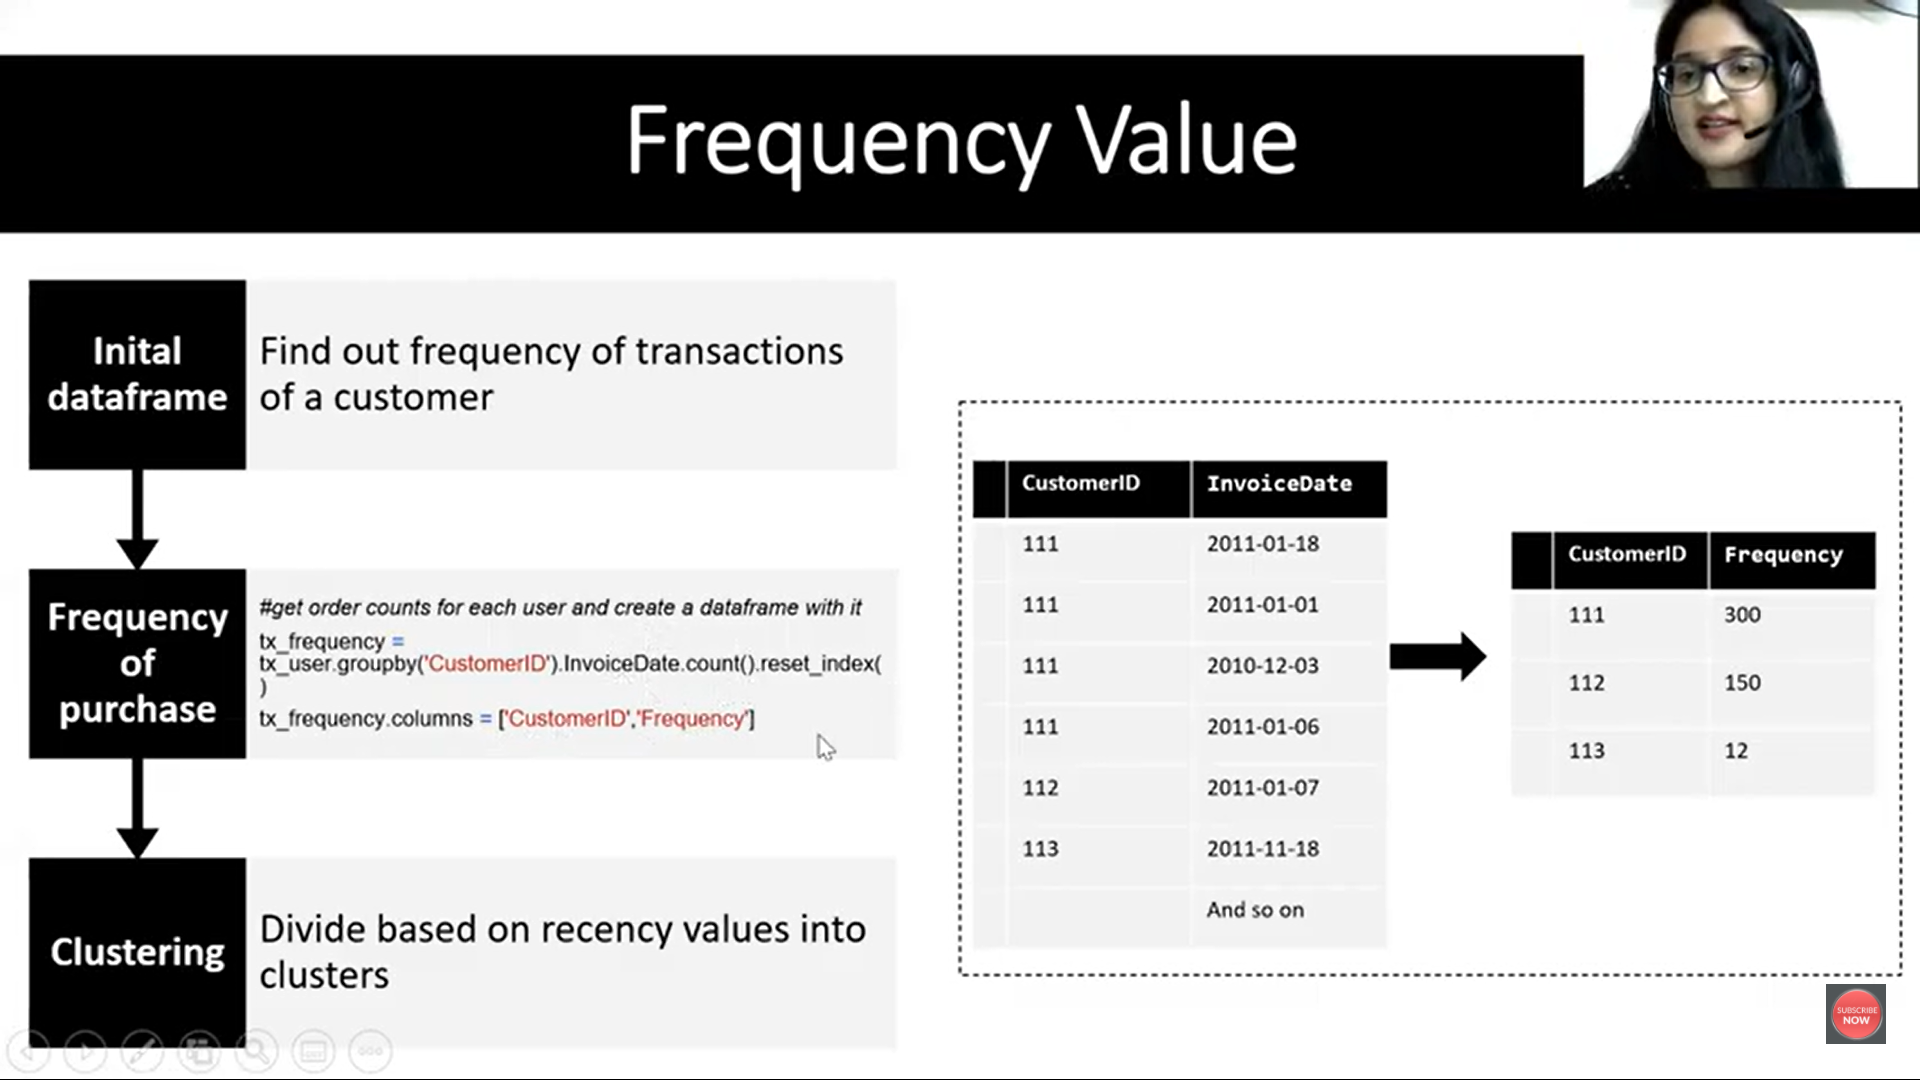 Frequency Value
Inital
dataframe
Find out frequency of transactions
of a customer
Frequency
of
purchase
#get order counts for each user and create a dataframe with it
tx_frequency =
tx_user.groupby('CustomerID').InvoiceDate.count().reset_index(
)
tx_frequency.columns = ['CustomerID','Frequency']
Clustering
Divide based on recency values into
clusters
CustomerID InvoiceDate
111 2011-01-18
111 2011-01-01
111 2010-12-03
111 2011-01-06
112 2011-01-07
113 2011-11-18
And so on
CustomerID Frequency
111 300
112 150
113 12
SUBSCRIBE
NOW